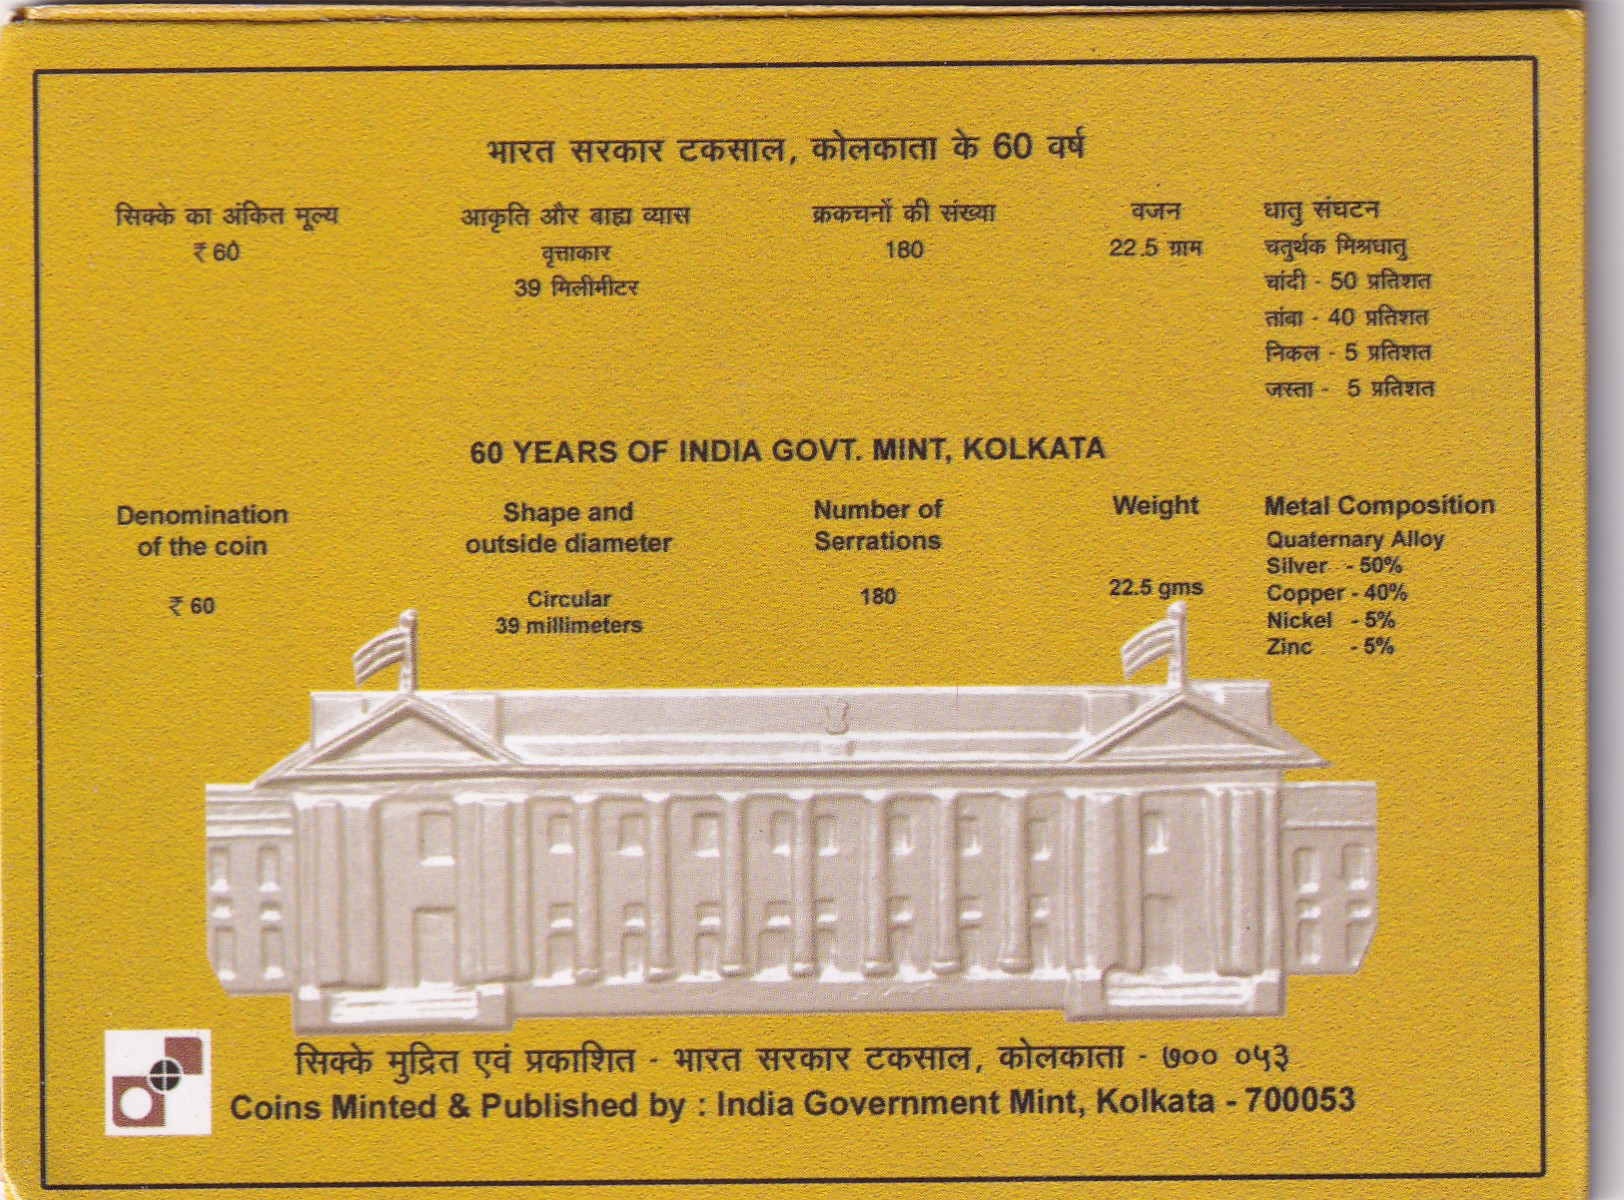 भारत सरकार टकसाल, कोलकाता के 60 वर्ष
सिक्के का अंकित मूल्य
₹ 60
आकृति और बाह्य व्यास
वृत्ताकार
39 मिलीमीटर
क्रकचनों की संख्या
180
वजन
22.5 ग्राम
धातु संघटन
चतुर्थक मिश्रधातु
चांदी - 50 प्रतिशत
तांबा - 40 प्रतिशत
निकल - 5 प्रतिशत
जस्ता - 5 प्रतिशत
60 YEARS OF INDIA GOVT. MINT, KOLKATA
Denomination
of the coin
₹ 60
Shape and
outside diameter
Circular
39 millimeters
Number of
Serrations
180
Weight
22.5 gms
Metal Composition
Quaternary Alloy
Silver - 50%
Copper - 40%
Nickel - 5%
Zinc - 5%
सिक्के मुद्रित एवं प्रकाशित - भारत सरकार टकसाल, कोलकाता - ७०० ०५३
Coins Minted & Published by : India Government Mint, Kolkata - 700053